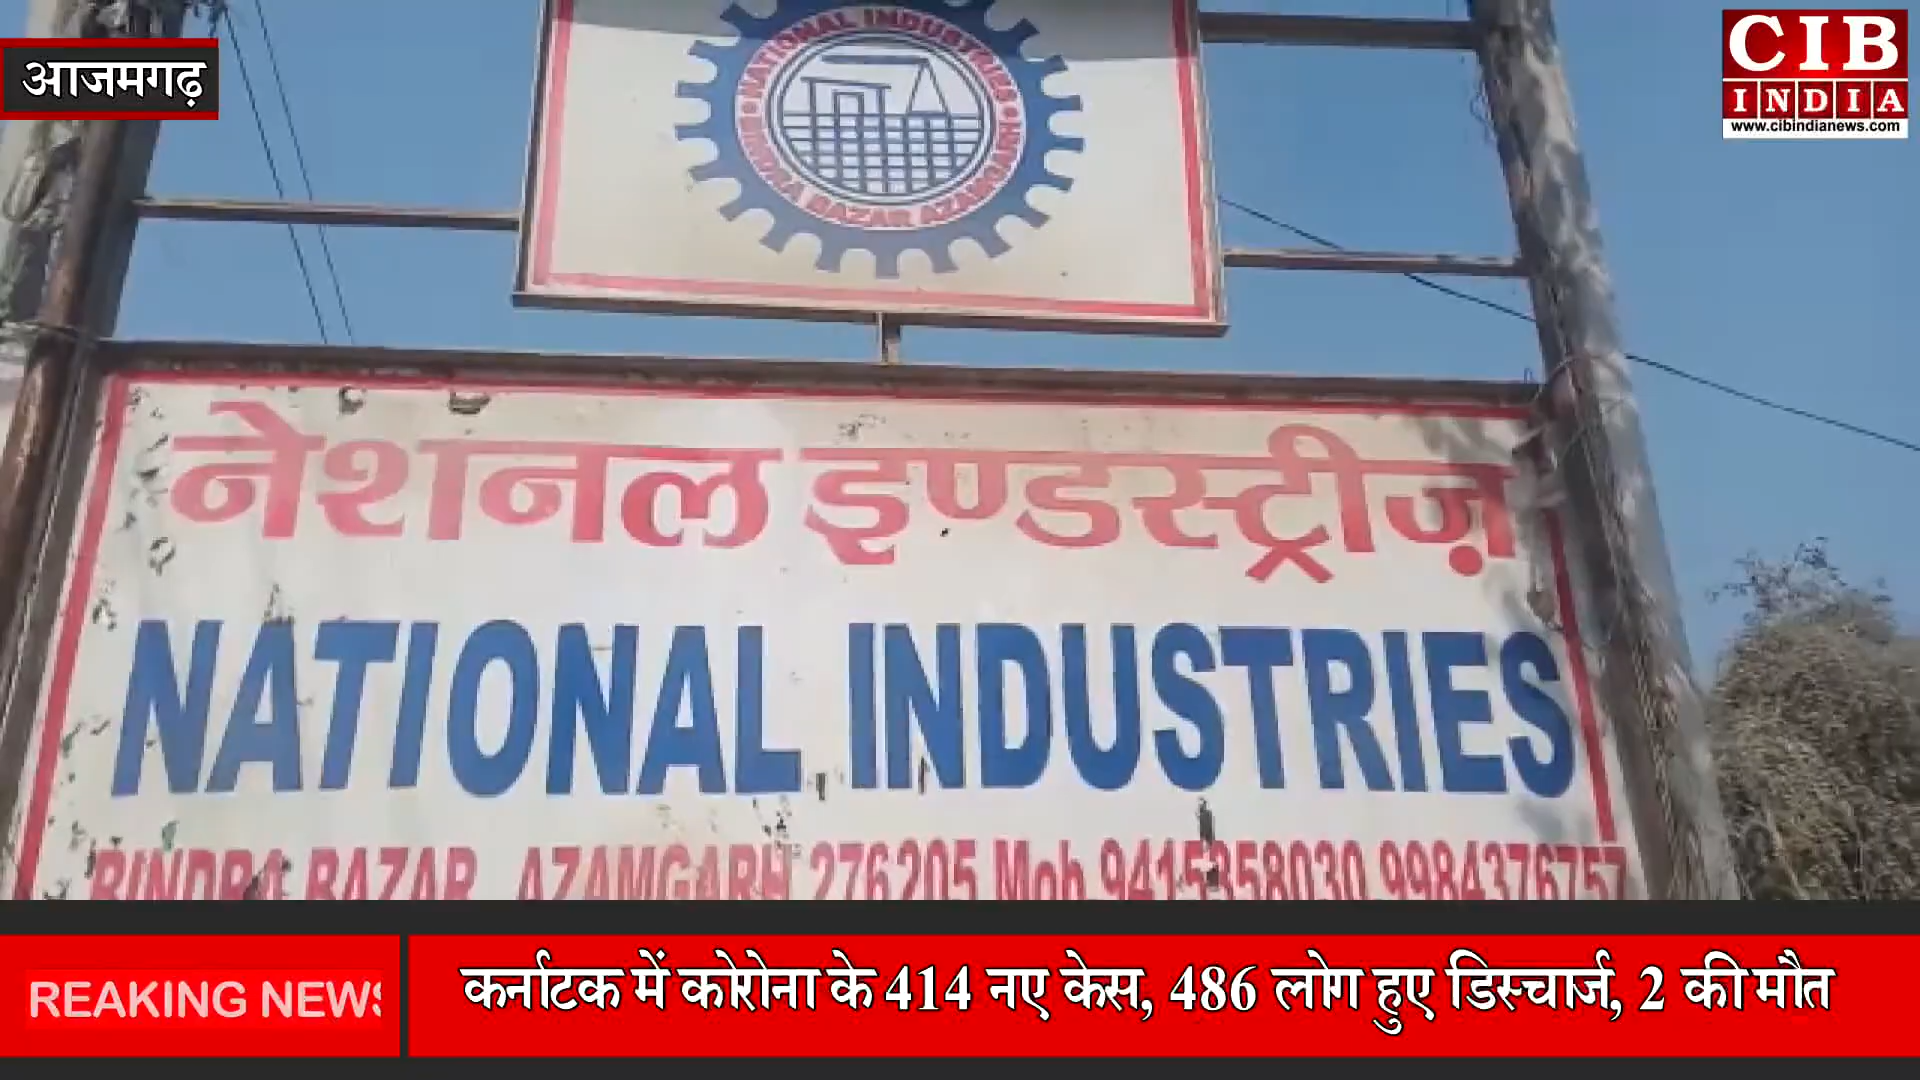 आजमगढ़
CIB
INDIA
www.cibindianews.com
NATIONAL INDUSTRIES
BINDRA BAZAR AZAMGARH
नेशनल इण्डस्ट्रीज़
NATIONAL INDUSTRIES
BINDRA BAZAR, AZAMGARH 276205 Mob. 9415358030, 9984376757
REAKING NEWS
कर्नाटक में कोरोना के 414 नए केस, 486 लोग हुए डिस्चार्ज, 2 की मौत